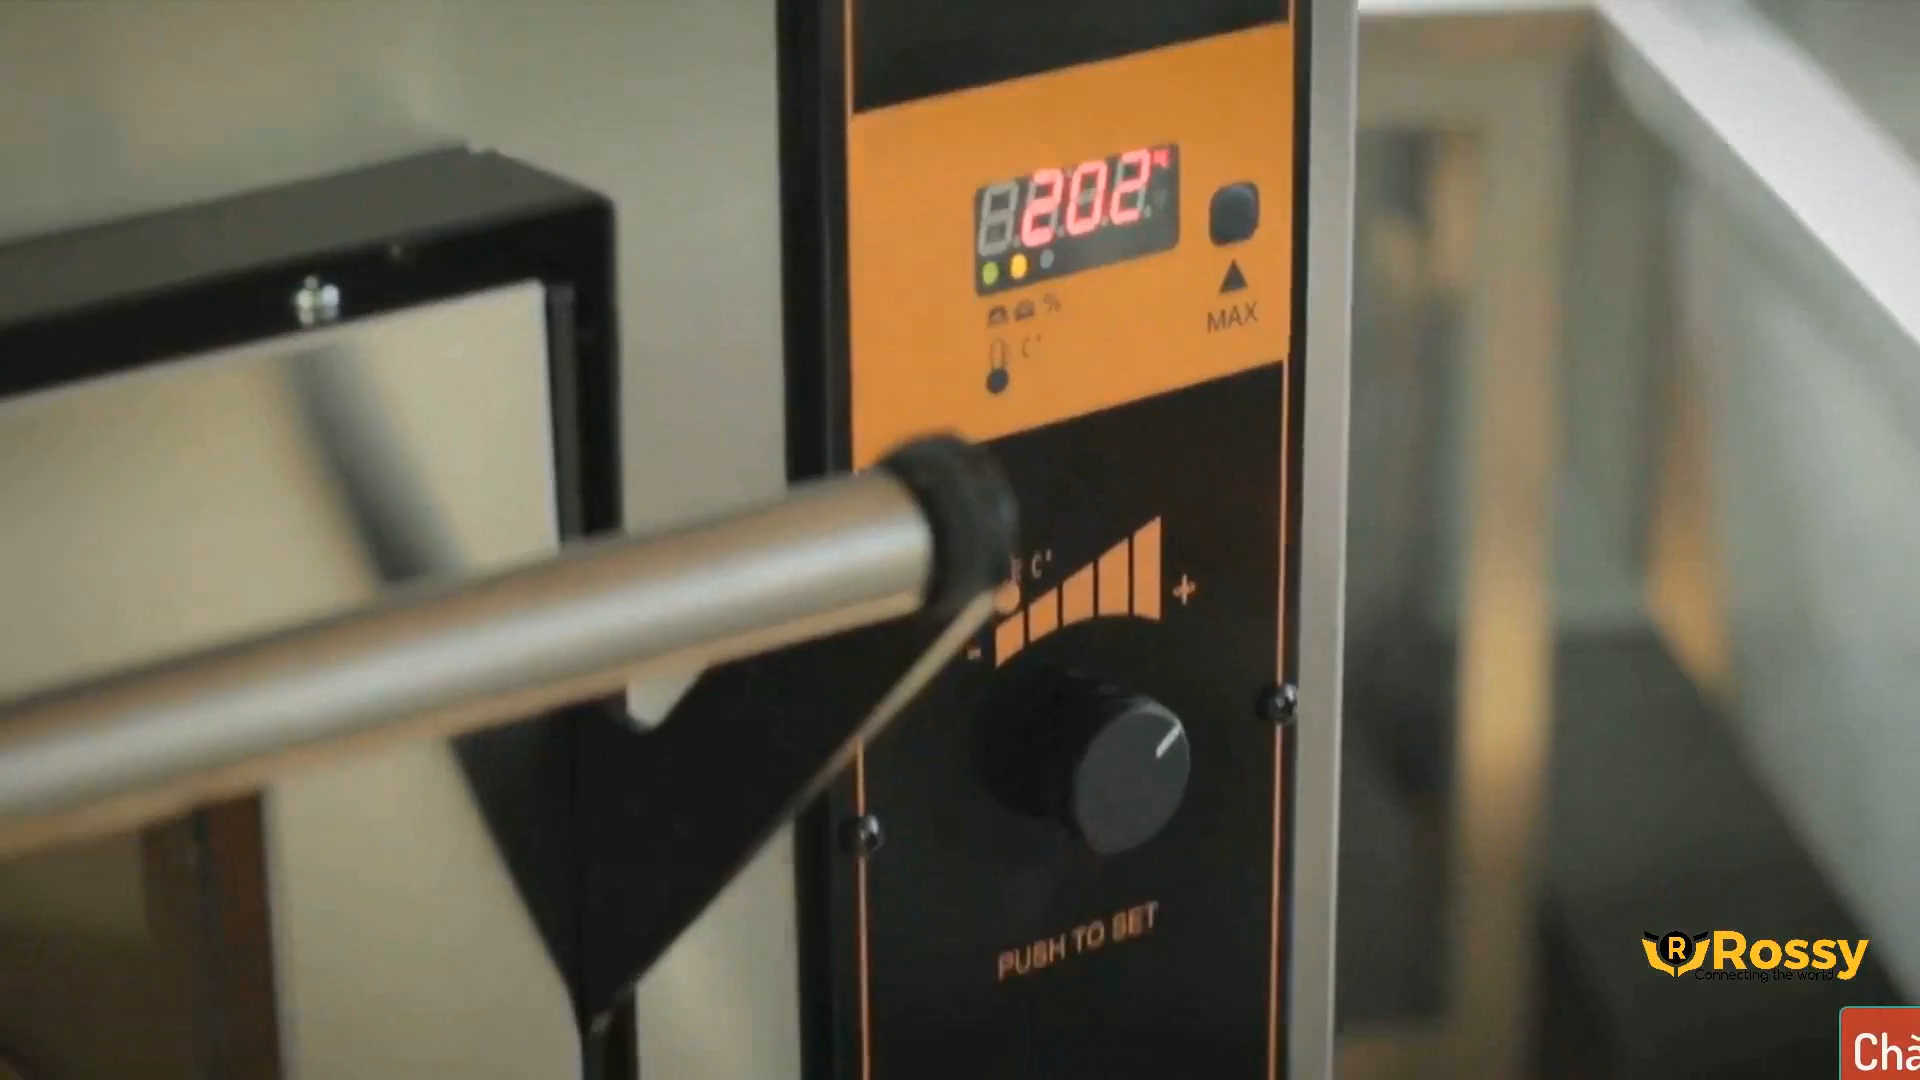 202°
%
C°
MAX
C°
- +
PUSH TO SET
R Rossy
Connecting the world
Chà